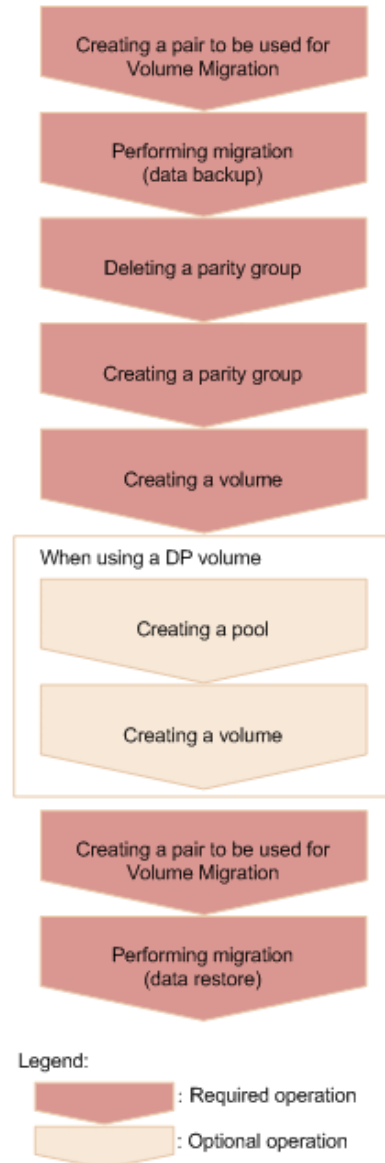 Creating a pair to be used for
Volume Migration
Performing migration
(data backup)
Deleting a parity group
Creating a parity group
Creating a volume
When using a DP volume
Creating a pool
Creating a volume
Creating a pair to be used for
Volume Migration
Performing migration
(data restore)
Legend:
: Required operation
: Optional operation